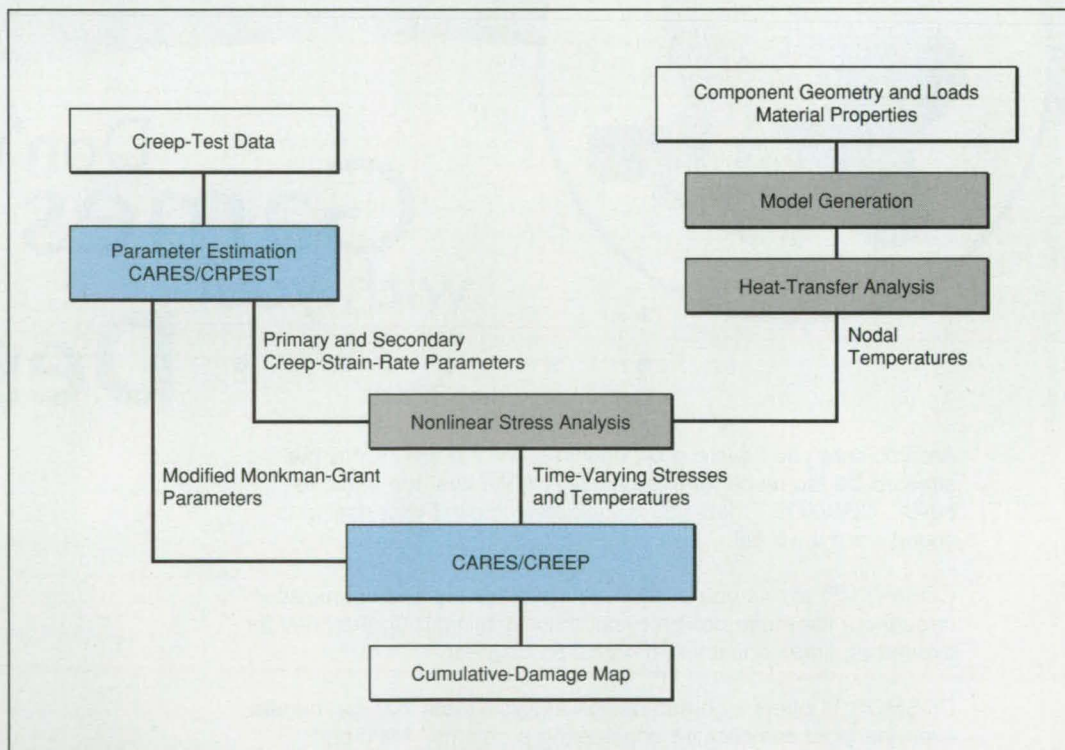 Creep-Test Data
Component Geometry and Loads
Material Properties
Parameter Estimation
CARES/CRPEST
Model Generation
Heat-Transfer Analysis
Primary and Secondary
Creep-Strain-Rate Parameters
Nodal
Temperatures
Nonlinear Stress Analysis
Modified Monkman-Grant
Parameters
Time-Varying Stresses
and Temperatures
CARES/CREEP
Cumulative-Damage Map